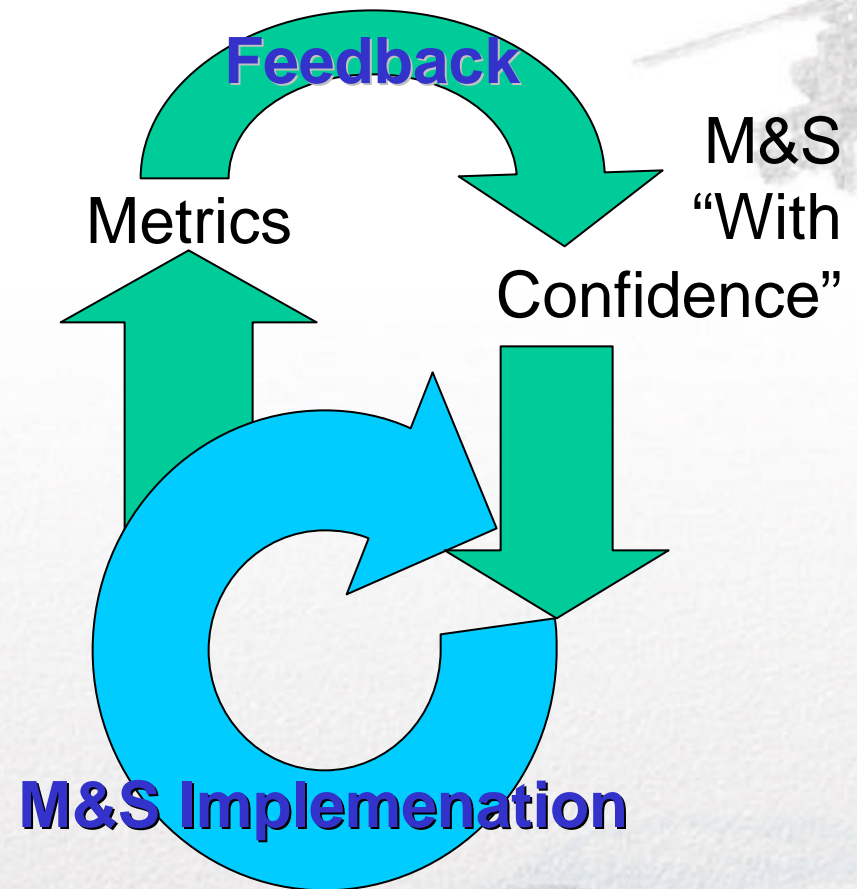 Feedback
Metrics
M&S
“With
Confidence”
M&S Implemenation